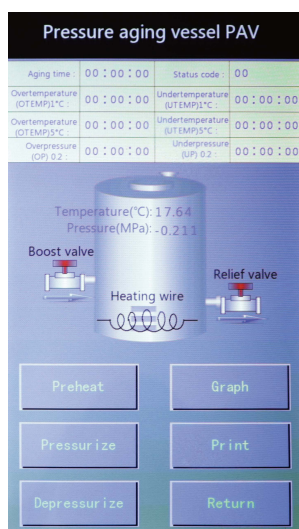 Pressure aging vessel PAV
Aging time : 00:00:00 Status code : 00
Overtemperature (OTEMP)1°C : 00:00:00 Undertemperature (UTEMP)1°C : 00:00:00
Overtemperature (OTEMP)5°C : 00:00:00 Undertemperature (UTEMP)5°C : 00:00:00
Overpressure (OP) 0.2 : 00:00:00 Underpressure (UP) 0.2 : 00:00:00
Temperature(°C): 17.64
Pressure(MPa): -0.211
Boost valve
Relief valve
Heating wire
Preheat Graph
Pressurize Print
Depressurize Return